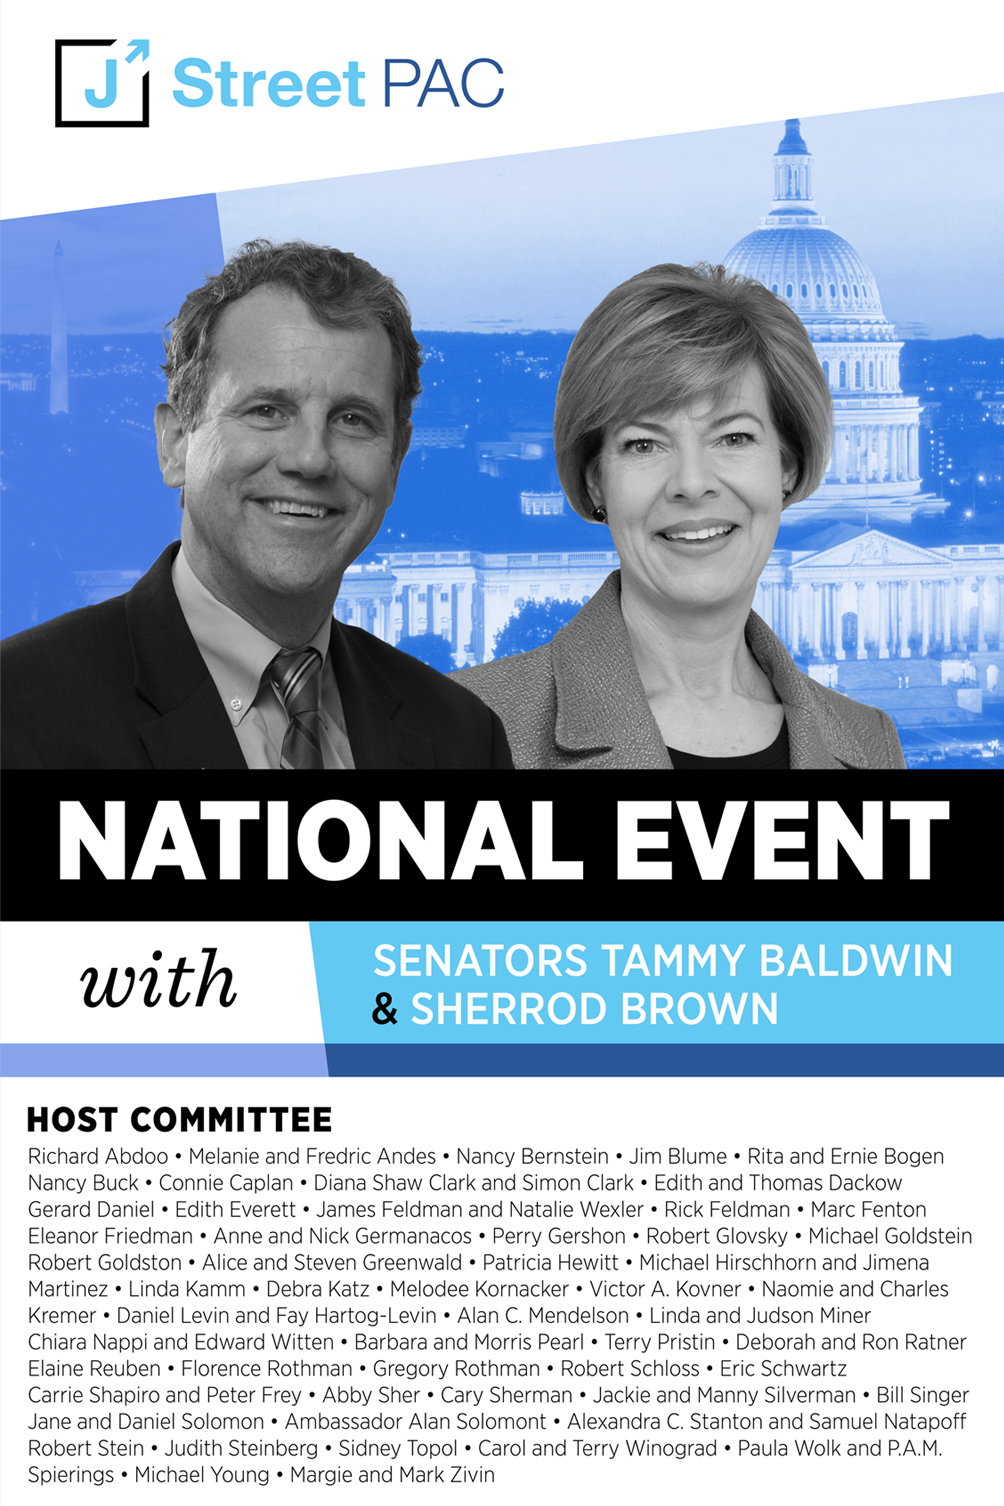 J Street PAC
NATIONAL EVENT
with
SENATORS TAMMY BALDWIN
& SHERROD BROWN
HOST COMMITTEE
Richard Abdoo • Melanie and Fredric Andes • Nancy Bernstein • Jim Blume • Rita and Ernie Bogen
Nancy Buck • Connie Caplan • Diana Shaw Clark and Simon Clark • Edith and Thomas Dackow
Gerard Daniel • Edith Everett • James Feldman and Natalie Wexler • Rick Feldman • Marc Fenton
Eleanor Friedman • Anne and Nick Germanacos • Perry Gershon • Robert Glovsky • Michael Goldstein
Robert Goldston • Alice and Steven Greenwald • Patricia Hewitt • Michael Hirschhorn and Jimena
Martinez • Linda Kamm • Debra Katz • Melodee Kornacker • Victor A. Kovner • Naomie and Charles
Kremer • Daniel Levin and Fay Hartog-Levin • Alan C. Mendelson • Linda and Judson Miner
Chiara Nappi and Edward Witten • Barbara and Morris Pearl • Terry Pristin • Deborah and Ron Ratner
Elaine Reuben • Florence Rothman • Gregory Rothman • Robert Schloss • Eric Schwartz
Carrie Shapiro and Peter Frey • Abby Sher • Cary Sherman • Jackie and Manny Silverman • Bill Singer
Jane and Daniel Solomon • Ambassador Alan Solomont • Alexandra C. Stanton and Samuel Natapoff
Robert Stein • Judith Steinberg • Sidney Topol • Carol and Terry Winograd • Paula Wolk and P.A.M.
Spierings • Michael Young • Margie and Mark Zivin